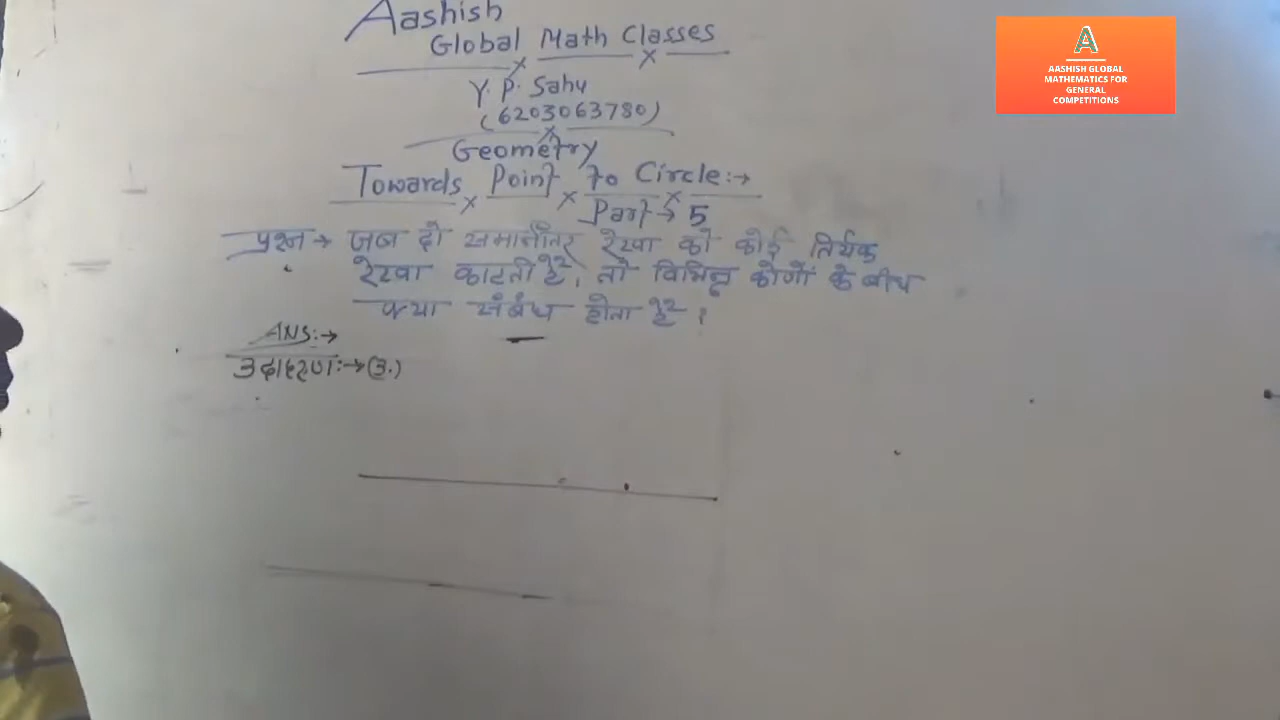 Aashish
Global Math Classes
Y. P. Sahu
(6203063780)
Geometry
Towards Point to Circle:→
Part → 5
प्रश्न → जब दो समानांतर रेखा को कोई तिर्यक
रेखा काटती है, तो विभिन्न कोणों के बीच
क्या संबंध होता है ?
ANS:→
उदाहरण:→(3.)
A
AASHISH GLOBAL
MATHEMATICS FOR
GENERAL
COMPETITIONS